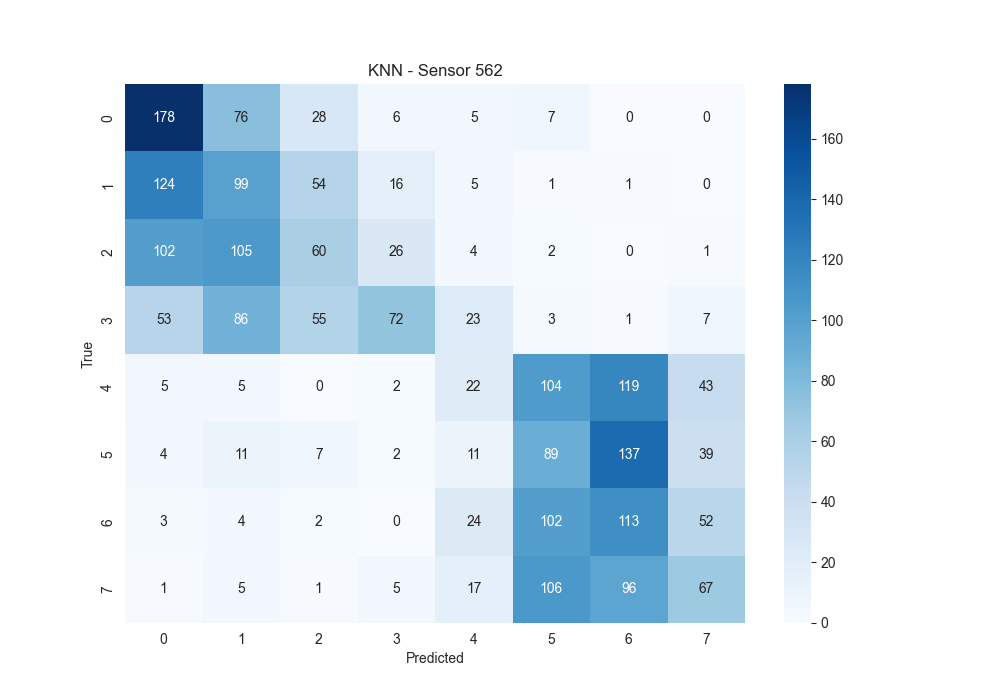 KNN - Sensor 562
0 178 76 28 6 5 7 0 0
1 124 99 54 16 5 1 1 0
2 102 105 60 26 4 2 0 1
3 53 86 55 72 23 3 1 7
4 5 5 0 2 22 104 119 43
5 4 11 7 2 11 89 137 39
6 3 4 2 0 24 102 113 52
7 1 5 1 5 17 106 96 67
0 1 2 3 4 5 6 7
Predicted
True
160
140
120
100
80
60
40
20
0